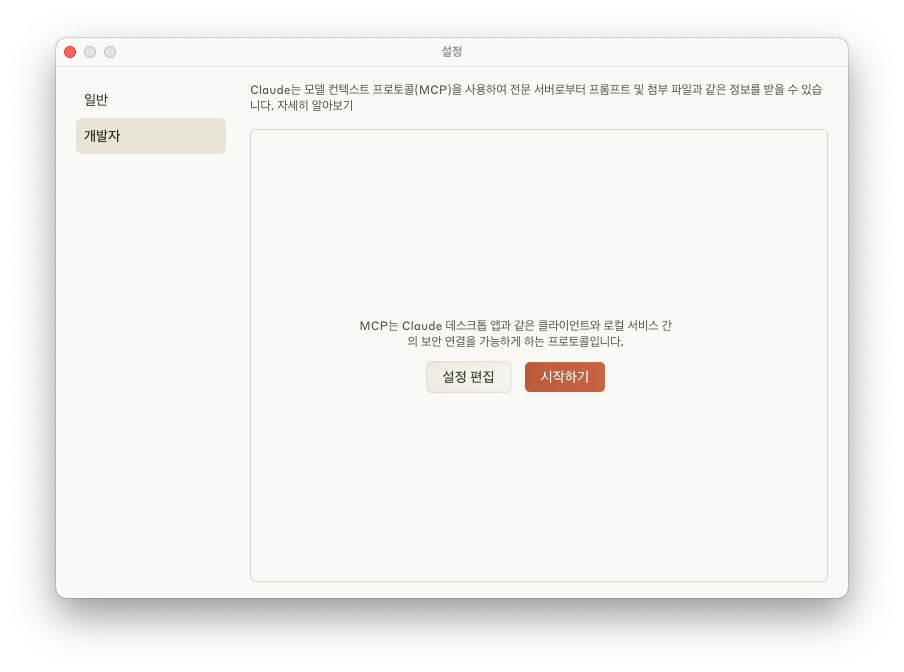 설정
일반
개발자
Claude는 모델 컨텍스트 프로토콜(MCP)을 사용하여 전문 서버로부터 프롬프트 및 첨부 파일과 같은 정보를 받을 수 있습
니다. 자세히 알아보기
MCP는 Claude 데스크톱 앱과 같은 클라이언트와 로컬 서비스 간
의 보안 연결을 가능하게 하는 프로토콜입니다.
설정 편집
시작하기